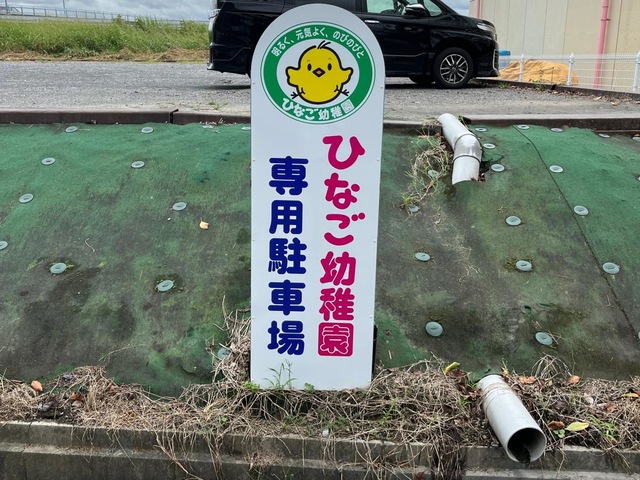 明るく、元気よく、のびのびと
ひなご幼稚園
ひなご幼稚園
専用駐車場